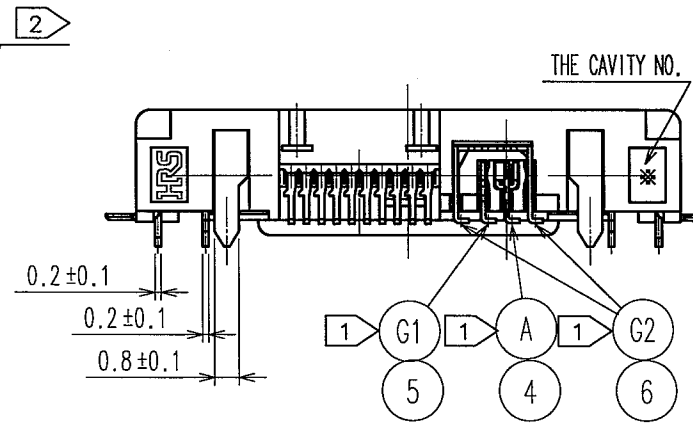 2
THE CAVITY NO.
HRS
※
0.2±0.1
0.2±0.1
0.8±0.1
1 G1 1 A 1 G2
5 4 6